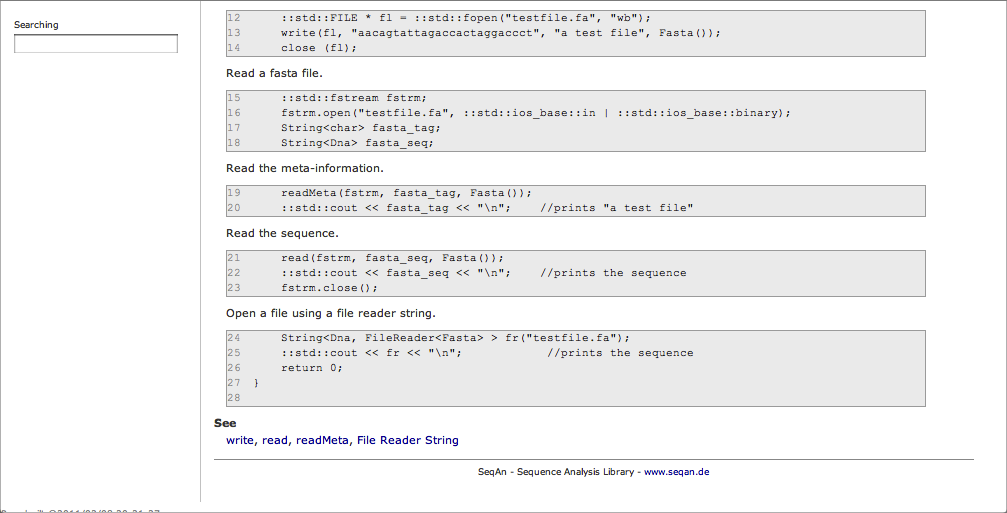 Searching
12 ::std::FILE * fl = ::std::fopen("testfile.fa", "wb");
13 write(fl, "aacagtattagaccactaggaccct", "a test file", Fasta());
14 close (fl);
Read a fasta file.
15 ::std::fstream fstrm;
16 fstrm.open("testfile.fa", ::std::ios_base::in | ::std::ios_base::binary);
17 String<char> fasta_tag;
18 String<Dna> fasta_seq;
Read the meta-information.
19 readMeta(fstrm, fasta_tag, Fasta());
20 ::std::cout << fasta_tag << "\n"; //prints "a test file"
Read the sequence.
21 read(fstrm, fasta_seq, Fasta());
22 ::std::cout << fasta_seq << "\n"; //prints the sequence
23 fstrm.close();
Open a file using a file reader string.
24 String<Dna, FileReader<Fasta> > fr("testfile.fa");
25 ::std::cout << fr << "\n"; //prints the sequence
26 return 0;
27 }
28
See
write, read, readMeta, File Reader String
SeqAn - Sequence Analysis Library - www.seqan.de